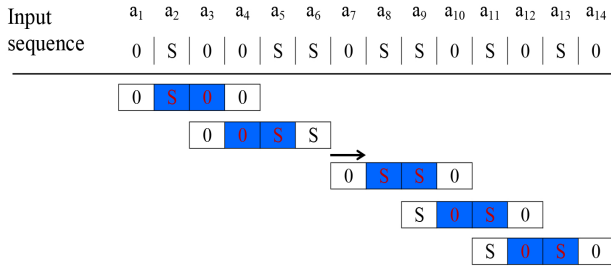 Input sequence a₁ a₂ a₃ a₄ a₅ a₆ a₇ a₈ a₉ a₁₀ a₁₁ a₁₂ a₁₃ a₁₄
0 S 0 0 S S 0 S S 0 S 0 S 0
0 S 0 0
0 0 S S
0 S S 0
S 0 S 0
S 0 S 0